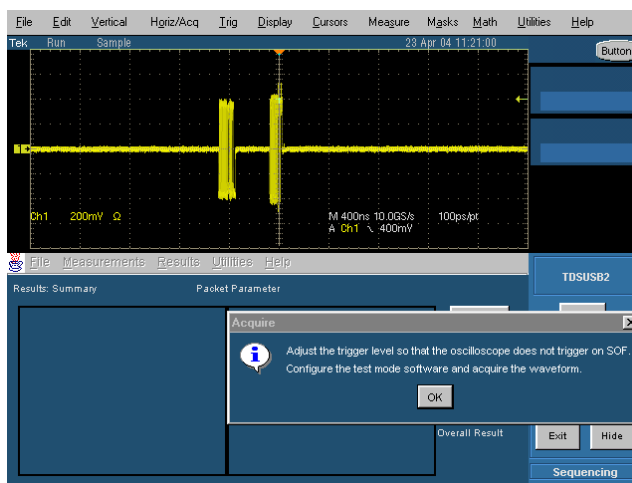 File Edit Vertical Horiz/Acq Trig Display Cursors Measure Masks Math Utilities Help
Tek Run Sample 23 Apr 04 11:21:00
Button
1
Ch1 200mV Ω M 400ns 10.0GS/s 100ps/pt
A Ch1 \ 400mV
File Measurements Results Utilities Help
TDSUSB2
Results: Summary Packet Parameter
Acquire
i
Adjust the trigger level so that the oscilloscope does not trigger on SOF.
Configure the test mode software and acquire the waveform.
OK
Overall Result
Exit Hide
Sequencing